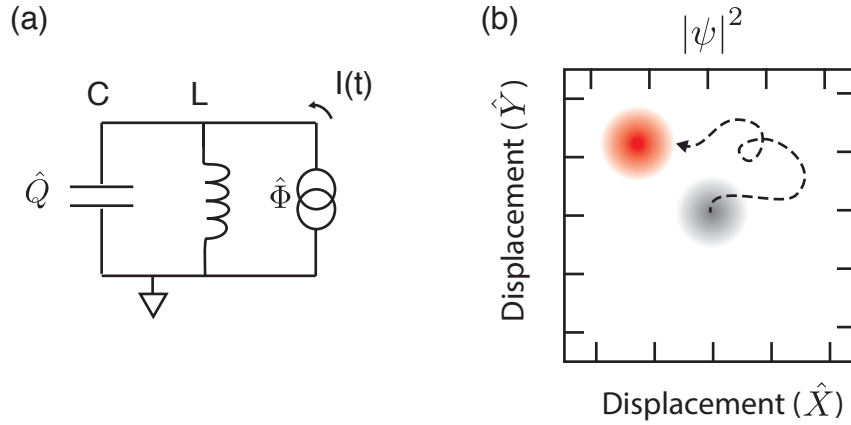 (a)
C
L
I(t)
Q̂
Φ̂
(b)
|ψ|²
Displacement (Ŷ)
Displacement (X̂)